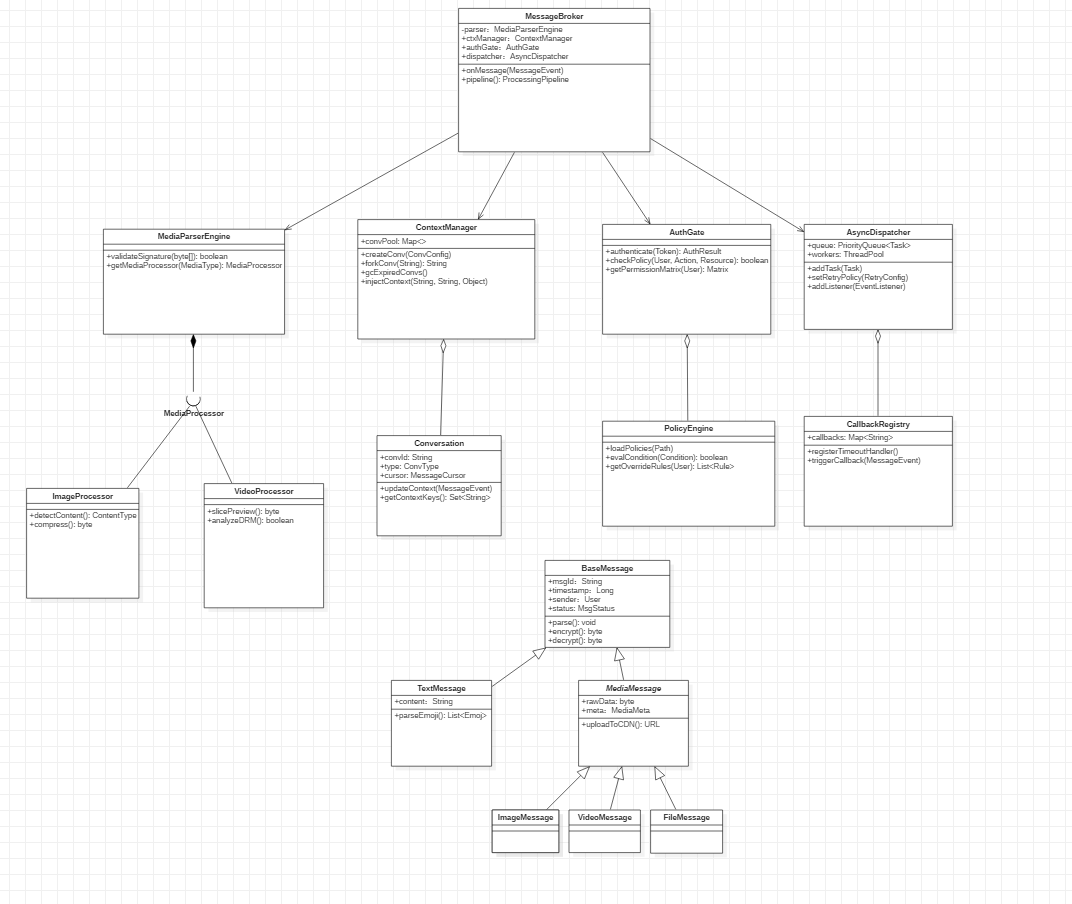 MessageBroker
-parser： MediaParserEngine
+ctxManager： ContextManager
+authGate： AuthGate
+dispatcher： AsyncDispatcher
+onMessage(MessageEvent)
+pipeline(): ProcessingPipeline
MediaParserEngine
+validateSignature(byte[]): boolean
+getMediaProcessor(MediaType): MediaProcessor
ContextManager
+convPool: Map<>
+createConv(ConvConfig)
+forkConv(String): String
+gcExpiredConvs()
+injectContext(String, String, Object)
AuthGate
+authenticate(Token): AuthResult
+checkPolicy(User, Action, Resource): boolean
+getPermissionMatrix(User): Matrix
AsyncDispatcher
+queue: PriorityQueue<Task>
+workers: ThreadPool
+addTask(Task)
+setRetryPolicy(RetryConfig)
+addListener(EventListener)
MediaProcessor
ImageProcessor
+detectContent(): ContentType
+compress(): byte
VideoProcessor
+slicePreview(): byte
+analyzeDRM(): boolean
Conversation
+convId: String
+type: ConvType
+cursor: MessageCursor
+updateContext(MessageEvent)
+getContextKeys(): Set<String>
PolicyEngine
+loadPolicies(Path)
+evalCondition(Condition): boolean
+getOverrideRules(User): List<Rule>
CallbackRegistry
+callbacks: Map<String>
+registerTimeoutHandler()
+triggerCallback(MessageEvent)
BaseMessage
+msgId： String
+timestamp： Long
+sender： User
+status: MsgStatus
+parse(): void
+encrypt(): byte
+decrypt(): byte
TextMessage
+content： String
+parseEmoji(): List<Emoj>
MediaMessage
+rawData: byte
+meta： MediaMeta
+uploadToCDN(): URL
ImageMessage
VideoMessage
FileMessage